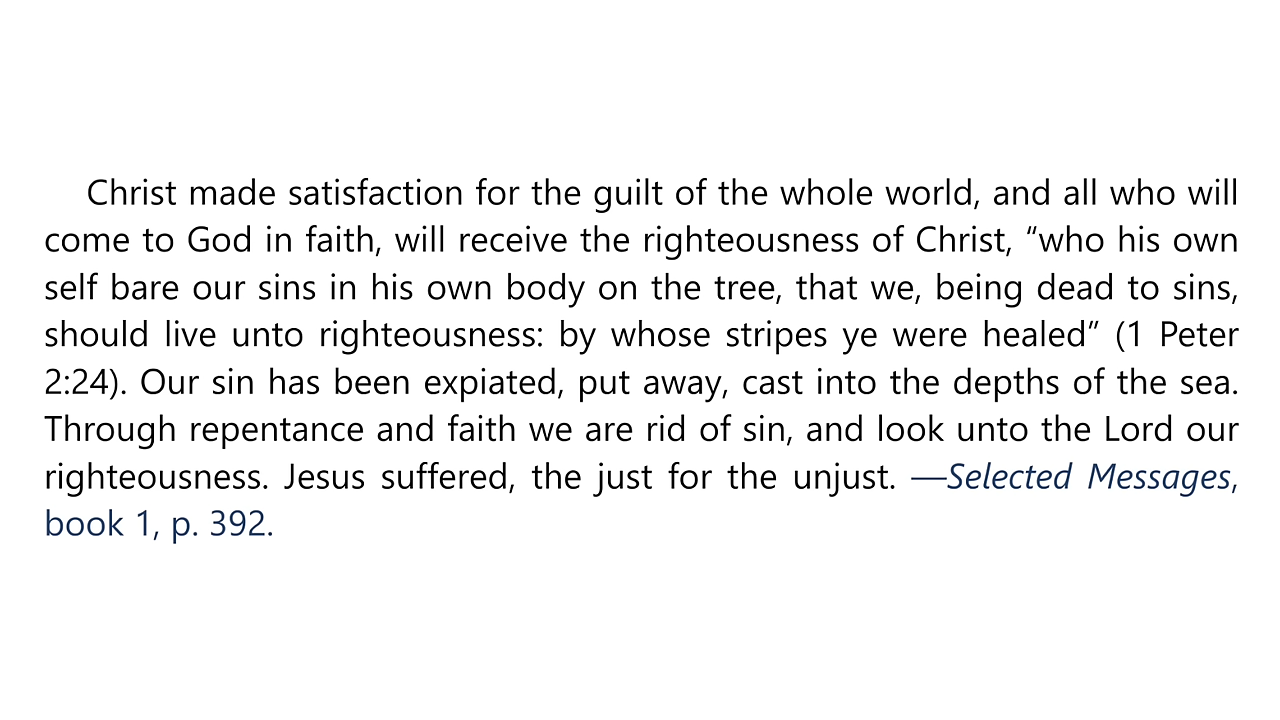 Christ made satisfaction for the guilt of the whole world, and all who will
come to God in faith, will receive the righteousness of Christ, “who his own
self bare our sins in his own body on the tree, that we, being dead to sins,
should live unto righteousness: by whose stripes ye were healed” (1 Peter
2:24). Our sin has been expiated, put away, cast into the depths of the sea.
Through repentance and faith we are rid of sin, and look unto the Lord our
righteousness. Jesus suffered, the just for the unjust. —Selected Messages,
book 1, p. 392.